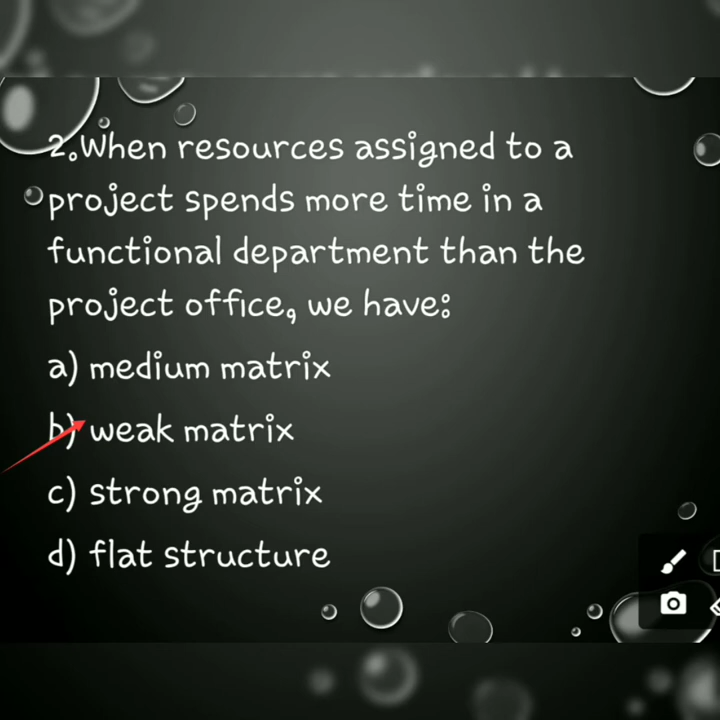 2.When resources assigned to a
project spends more time in a
functional department than the
project office, we have:
a) medium matrix
b) weak matrix
c) strong matrix
d) flat structure